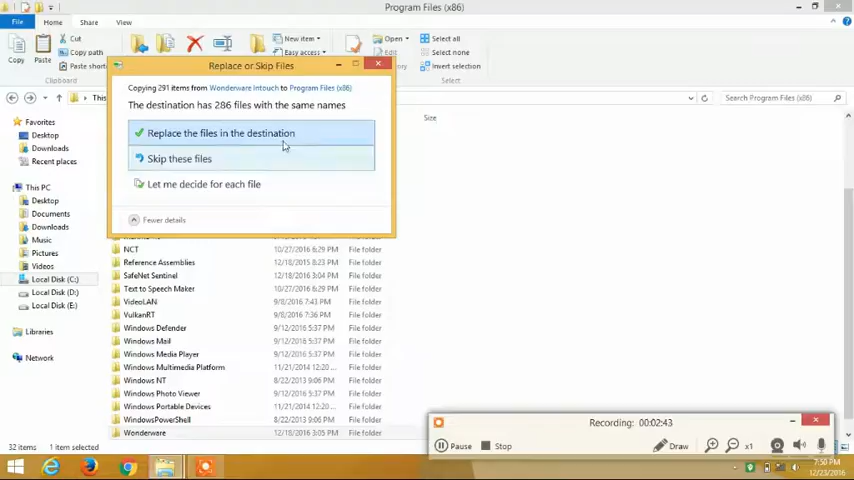 Program Files (x86)
File Home Share View
Copy Paste Cut Copy path Paste shortc New item Easy access Open Edit Select all Select none Invert selection
Clipboard Select
Replace or Skip Files
Copying 291 items from Wonderware Intouch to Program Files (x86)
The destination has 286 files with the same names
Replace the files in the destination
Skip these files
Let me decide for each file
Fewer details
This
Search Program Files (x86)
Size
Favorites
Desktop
Downloads
Recent places
This PC
Desktop
Documents
Downloads
Music
Pictures
Videos
Local Disk (C:)
Local Disk (D:)
Local Disk (E:)
Libraries
Network
NCT 10/27/2016 6:29 PM File folder
Reference Assemblies 12/18/2015 8:23 PM File folder
SafeNet Sentinel 12/18/2016 3:04 PM File folder
Text to Speech Maker 10/27/2016 6:29 PM File folder
VideoLAN 9/8/2016 7:43 PM File folder
VulkanRT 9/8/2016 7:36 PM File folder
Windows Defender 9/12/2016 5:37 PM File folder
Windows Mail 9/12/2016 5:37 PM File folder
Windows Media Player 9/12/2016 5:37 PM File folder
Windows Multimedia Platform 11/21/2014 12:20 ... File folder
Windows NT 8/22/2013 9:06 PM File folder
Windows Photo Viewer 9/12/2016 5:37 PM File folder
Windows Portable Devices 11/21/2014 12:20 ... File folder
WindowsPowerShell 8/22/2013 9:06 PM File folder
Wonderware 12/18/2016 3:05 PM File folder
32 items 1 item selected
Recording: 00:02:43
Pause Stop Draw x1
7:50 PM
12/23/2016